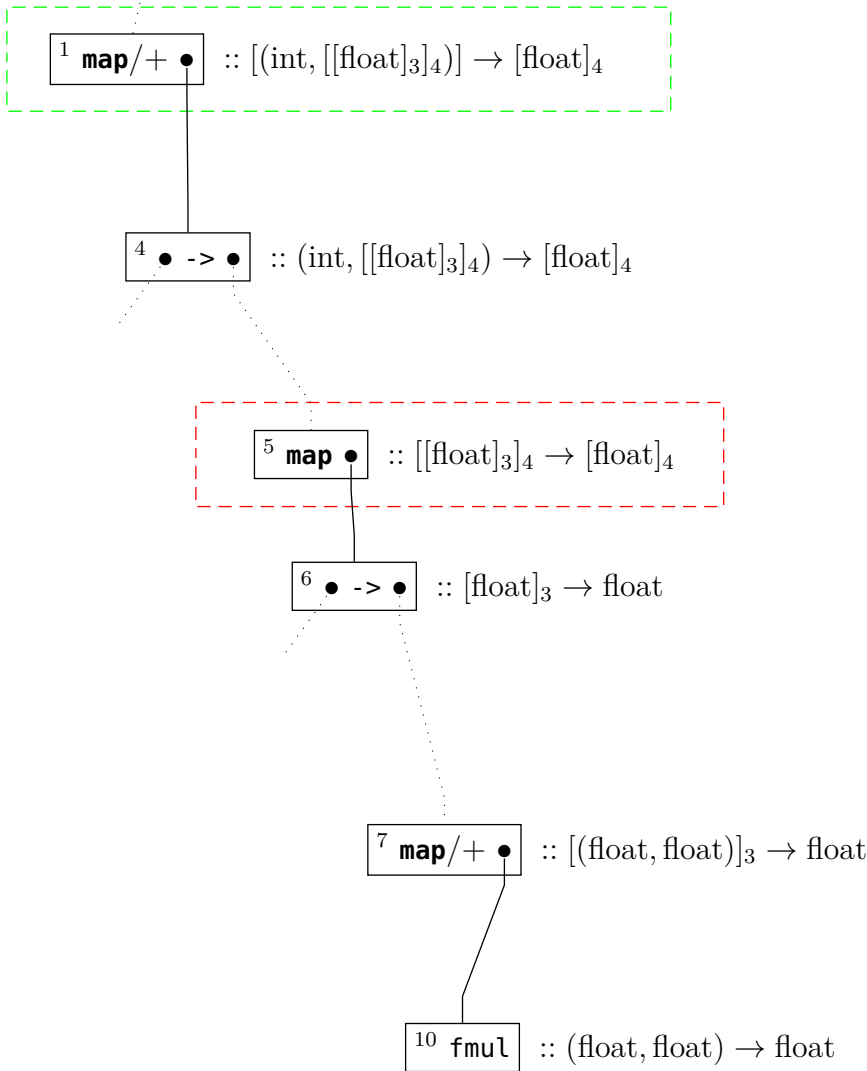 1 map/+ • :: [(int, [[float]₃]₄)] → [float]₄
4 • -> • :: (int, [[float]₃]₄) → [float]₄
5 map • :: [[float]₃]₄ → [float]₄
6 • -> • :: [float]₃ → float
7 map/+ • :: [(float, float)]₃ → float
10 fmul :: (float, float) → float